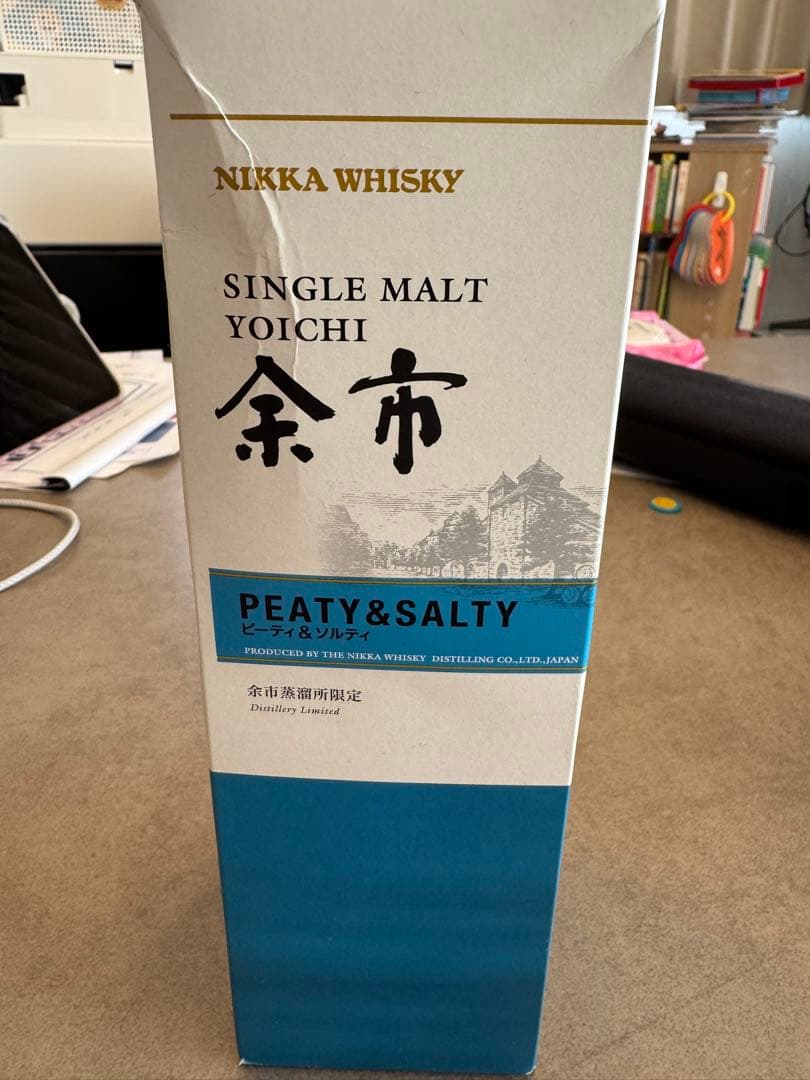 NIKKA WHISKY
SINGLE MALT
YOICHI
余市
PEATY&SALTY
ピーティ&ソルティ
PRODUCED BY THE NIKKA WHISKY DISTILLING CO.,LTD.,JAPAN
余市蒸溜所限定
Distillery Limited